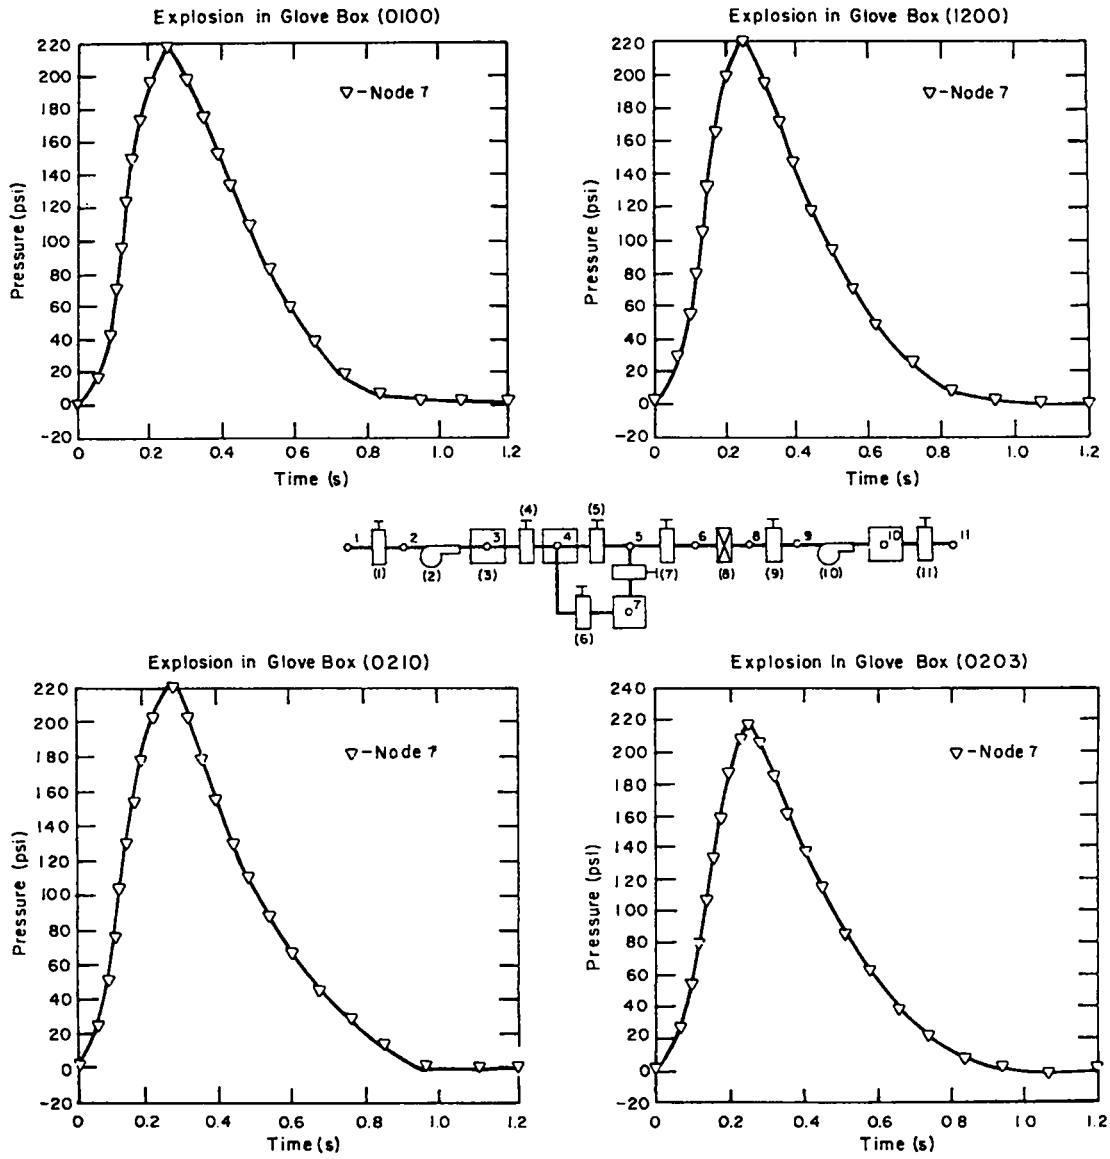 Explosion in Glove Box (0100)
220
200
180
160
140
120
100
80
60
40
20
0
-20
Pressure (psi)
▽-Node 7
0 0.2 0.4 0.6 0.8 1.0 1.2
Time (s)
Explosion in Glove Box (1200)
220
200
180
160
140
120
100
80
60
40
20
0
-20
Pressure (psi)
▽-Node 7
0 0.2 0.4 0.6 0.8 1.0 1.2
Time (s)
(4) (5)
1 2 3 4 5 6 8 9 10 11
(1) (2) (3) (7) (8) (9) (10) (11)
7
(6)
Explosion in Glove Box (0210)
220
200
180
160
140
120
100
80
60
40
20
0
-20
Pressure (psi)
▽-Node 7
0 0.2 0.4 0.6 0.8 1.0 1.2
Time (s)
Explosion In Glove Box (0203)
240
220
200
180
160
140
120
100
80
60
40
20
0
-20
Pressure (psi)
▽-Node 7
0 0.2 0.4 0.6 0.8 1.0 1.2
Time (s)